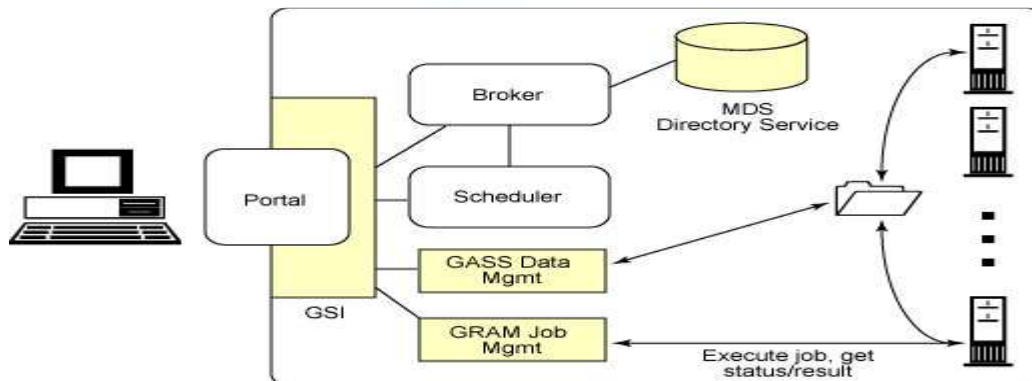 Broker
MDS
Directory Service
Portal
Scheduler
GASS Data
Mgmt
GSI
GRAM Job
Mgmt
Execute job, get
status/result